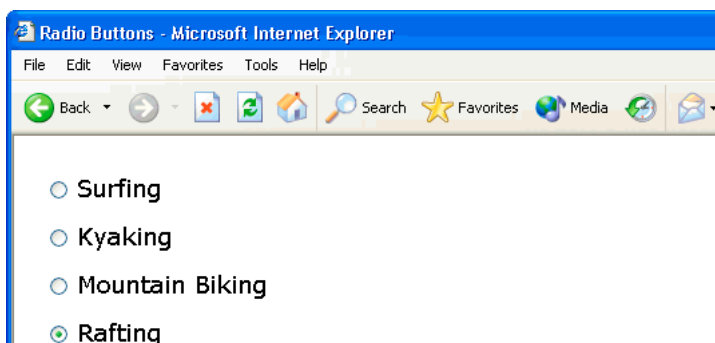 Radio Buttons - Microsoft Internet Explorer
File Edit View Favorites Tools Help
Back Search Favorites Media
Surfing
Kyaking
Mountain Biking
Rafting